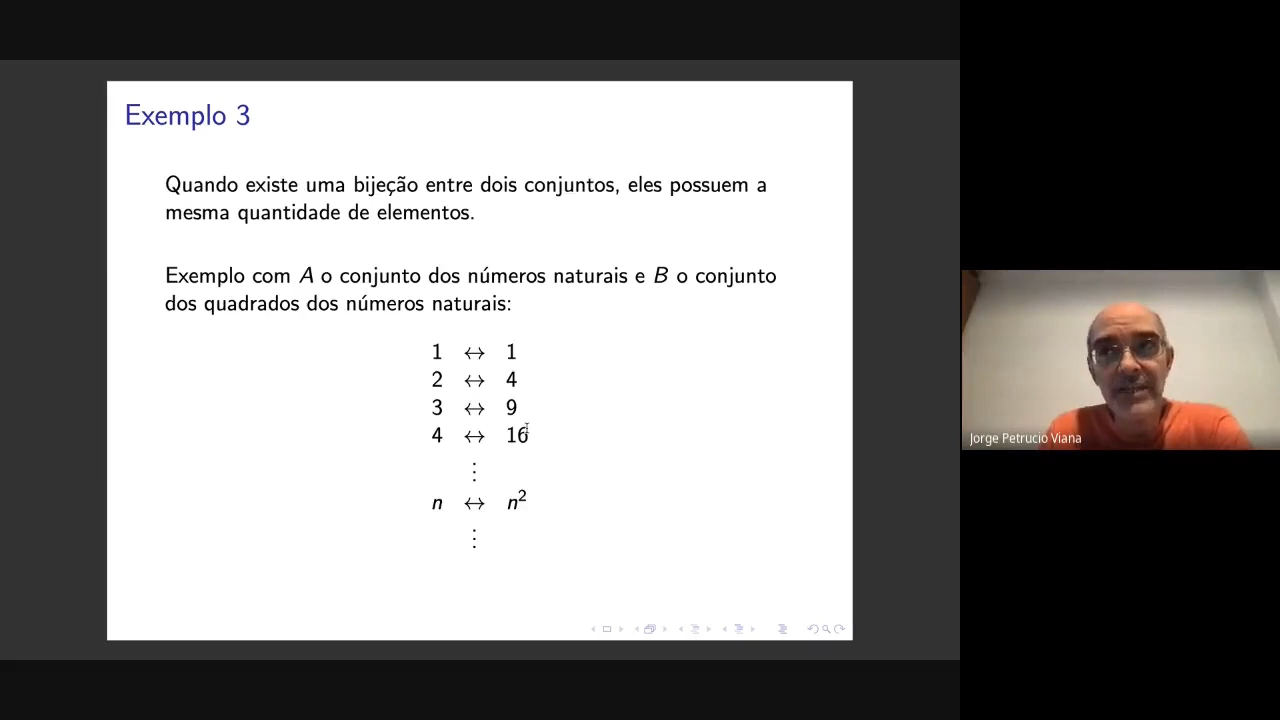 Exemplo 3
Quando existe uma bijeção entre dois conjuntos, eles possuem a
mesma quantidade de elementos.
Exemplo com A o conjunto dos números naturais e B o conjunto
dos quadrados dos números naturais:
1 ↔ 1
2 ↔ 4
3 ↔ 9
4 ↔ 16
⋮
n ↔ n²
⋮
Jorge Petrucio Viana